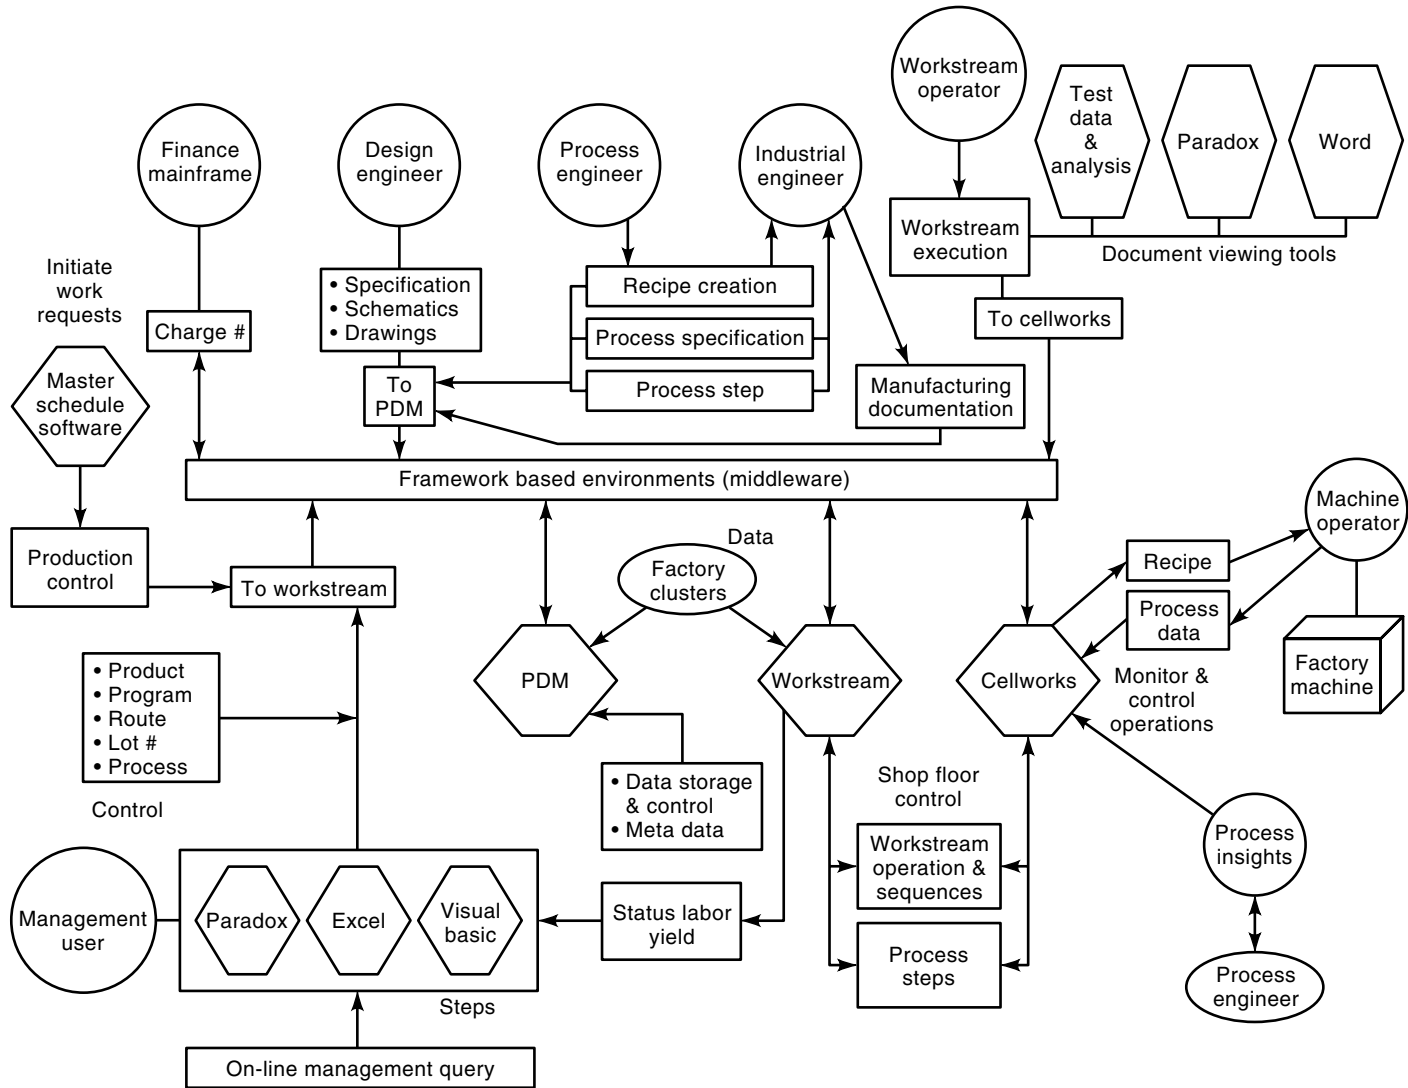 Workstream
operator
Test
data
&
analysis
Paradox
Word
Finance
mainframe
Design
engineer
Process
engineer
Industrial
engineer
Workstream
execution
Document viewing tools
Initiate
work
requests
Charge #
• Specification
• Schematics
• Drawings
Recipe creation
Process specification
Process step
To cellworks
Master
schedule
software
To
PDM
Manufacturing
documentation
Framework based environments (middleware)
Machine
operator
Production
control
To workstream
Data
Factory
clusters
Recipe
Process
data
Factory
machine
PDM
Workstream
Cellworks
Monitor &
control
operations
• Product
• Program
• Route
• Lot #
• Process
Control
• Data storage
& control
• Meta data
Shop floor
control
Workstream
operation &
sequences
Process
insights
Management
user
Paradox
Excel
Visual
basic
Status labor
yield
Process
steps
Process
engineer
Steps
On-line management query